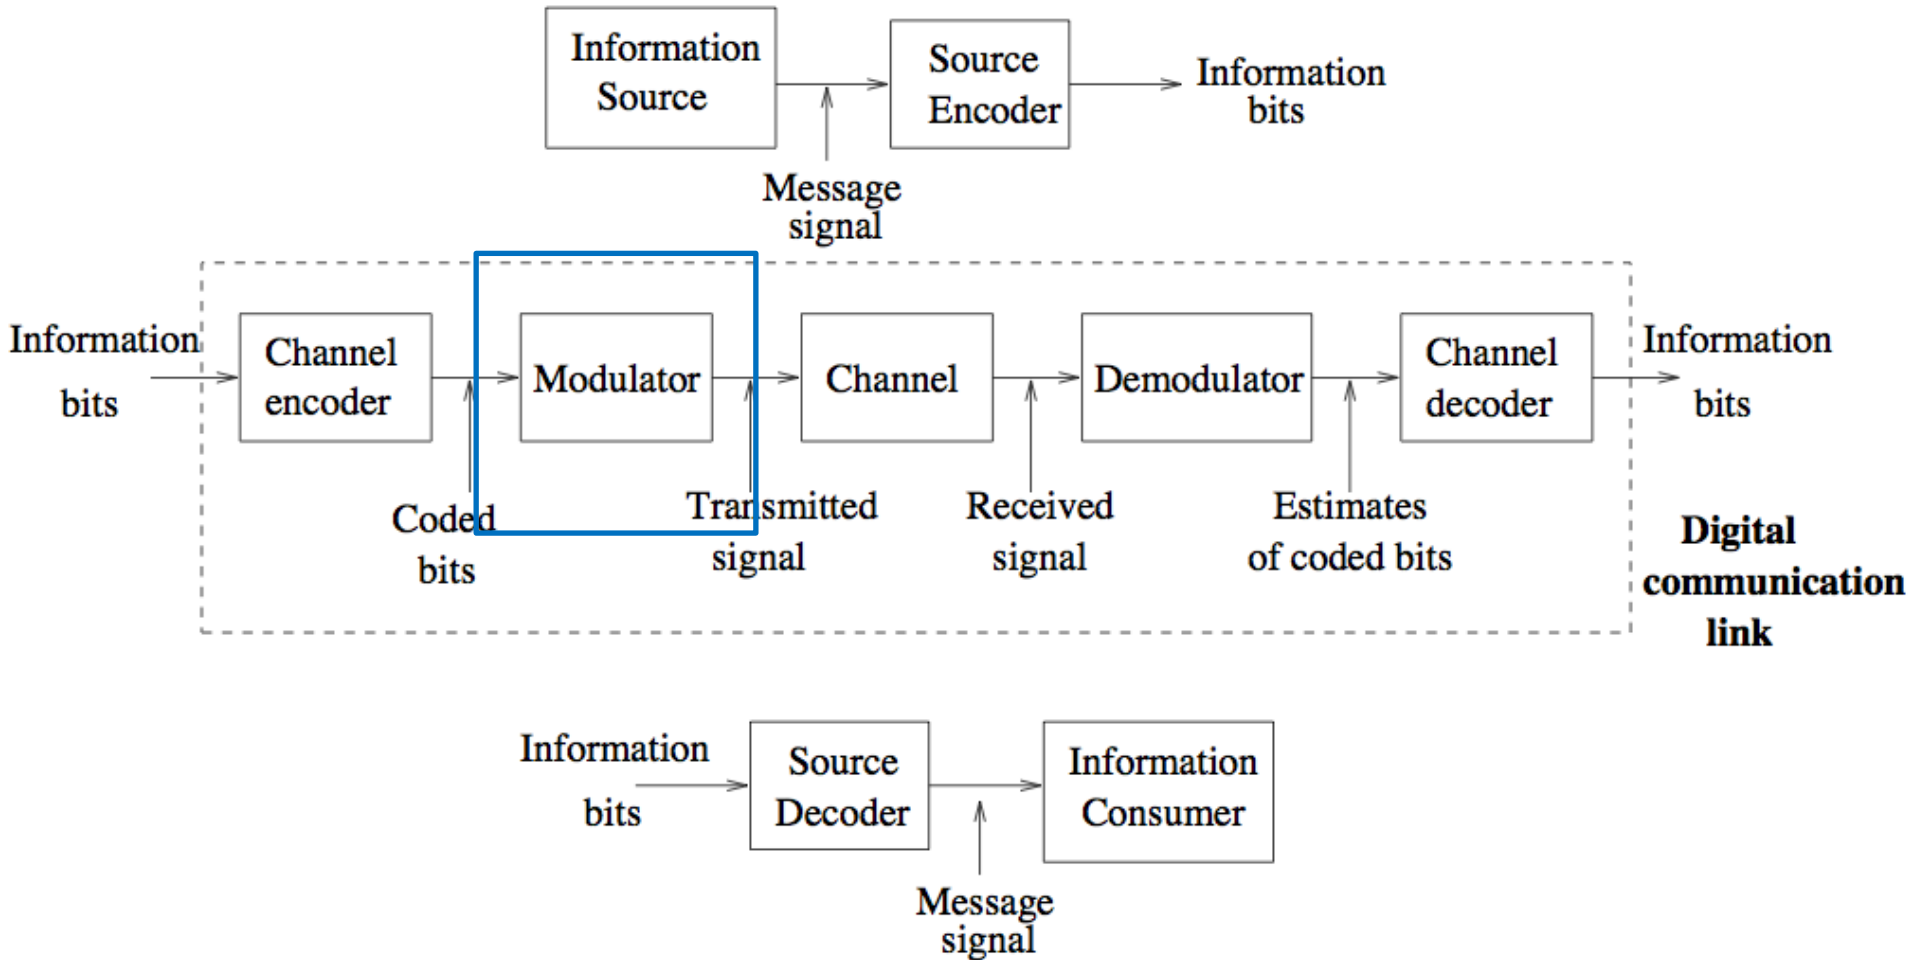 Information
Source
Source
Encoder
Information
bits
Message
signal
Information
bits
Channel
encoder
Modulator
Channel
Demodulator
Channel
decoder
Information
bits
Coded
bits
Transmitted
signal
Received
signal
Estimates
of coded bits
Digital
communication
link
Information
bits
Source
Decoder
Information
Consumer
Message
signal